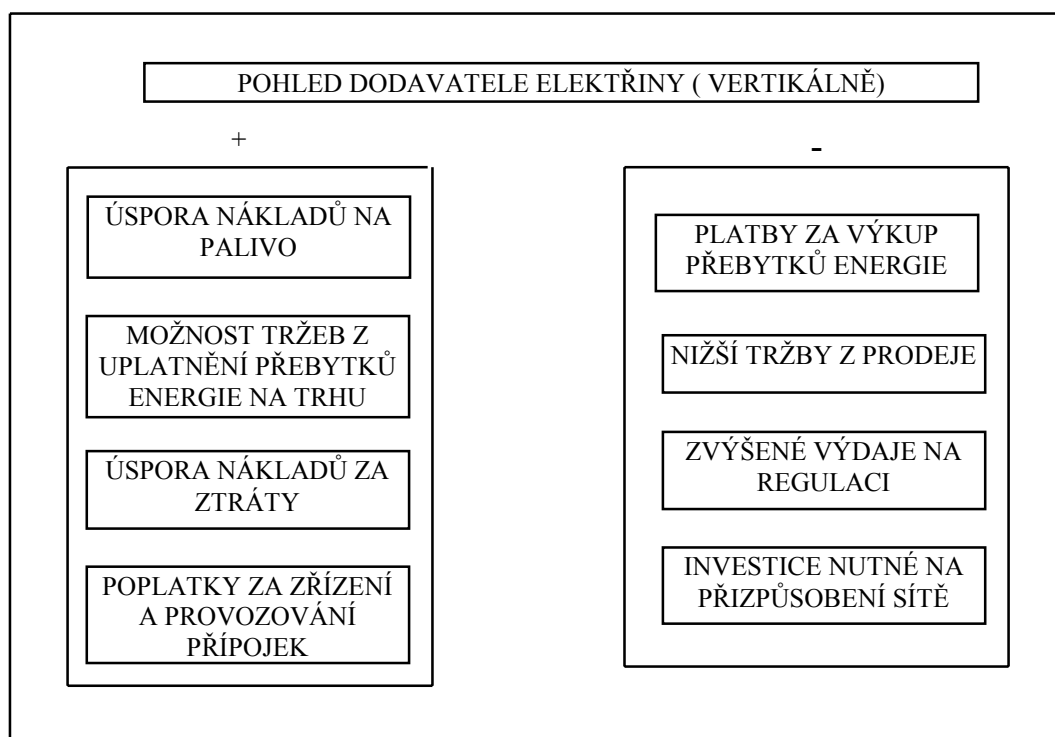 POHLED DODAVATELE ELEKTŘINY ( VERTIKÁLNĚ)
+
ÚSPORA NÁKLADŮ NA
PALIVO
MOŽNOST TRŽEB Z
UPLATNĚNÍ PŘEBYTKŮ
ENERGIE NA TRHU
ÚSPORA NÁKLADŮ ZA
ZTRÁTY
POPLATKY ZA ZŘÍZENÍ
A PROVOZOVÁNÍ
PŘÍPOJEK
-
PLATBY ZA VÝKUP
PŘEBYTKŮ ENERGIE
NIŽŠÍ TRŽBY Z PRODEJE
ZVÝŠENÉ VÝDAJE NA
REGULACI
INVESTICE NUTNÉ NA
PŘIZPŮSOBENÍ SÍTĚ